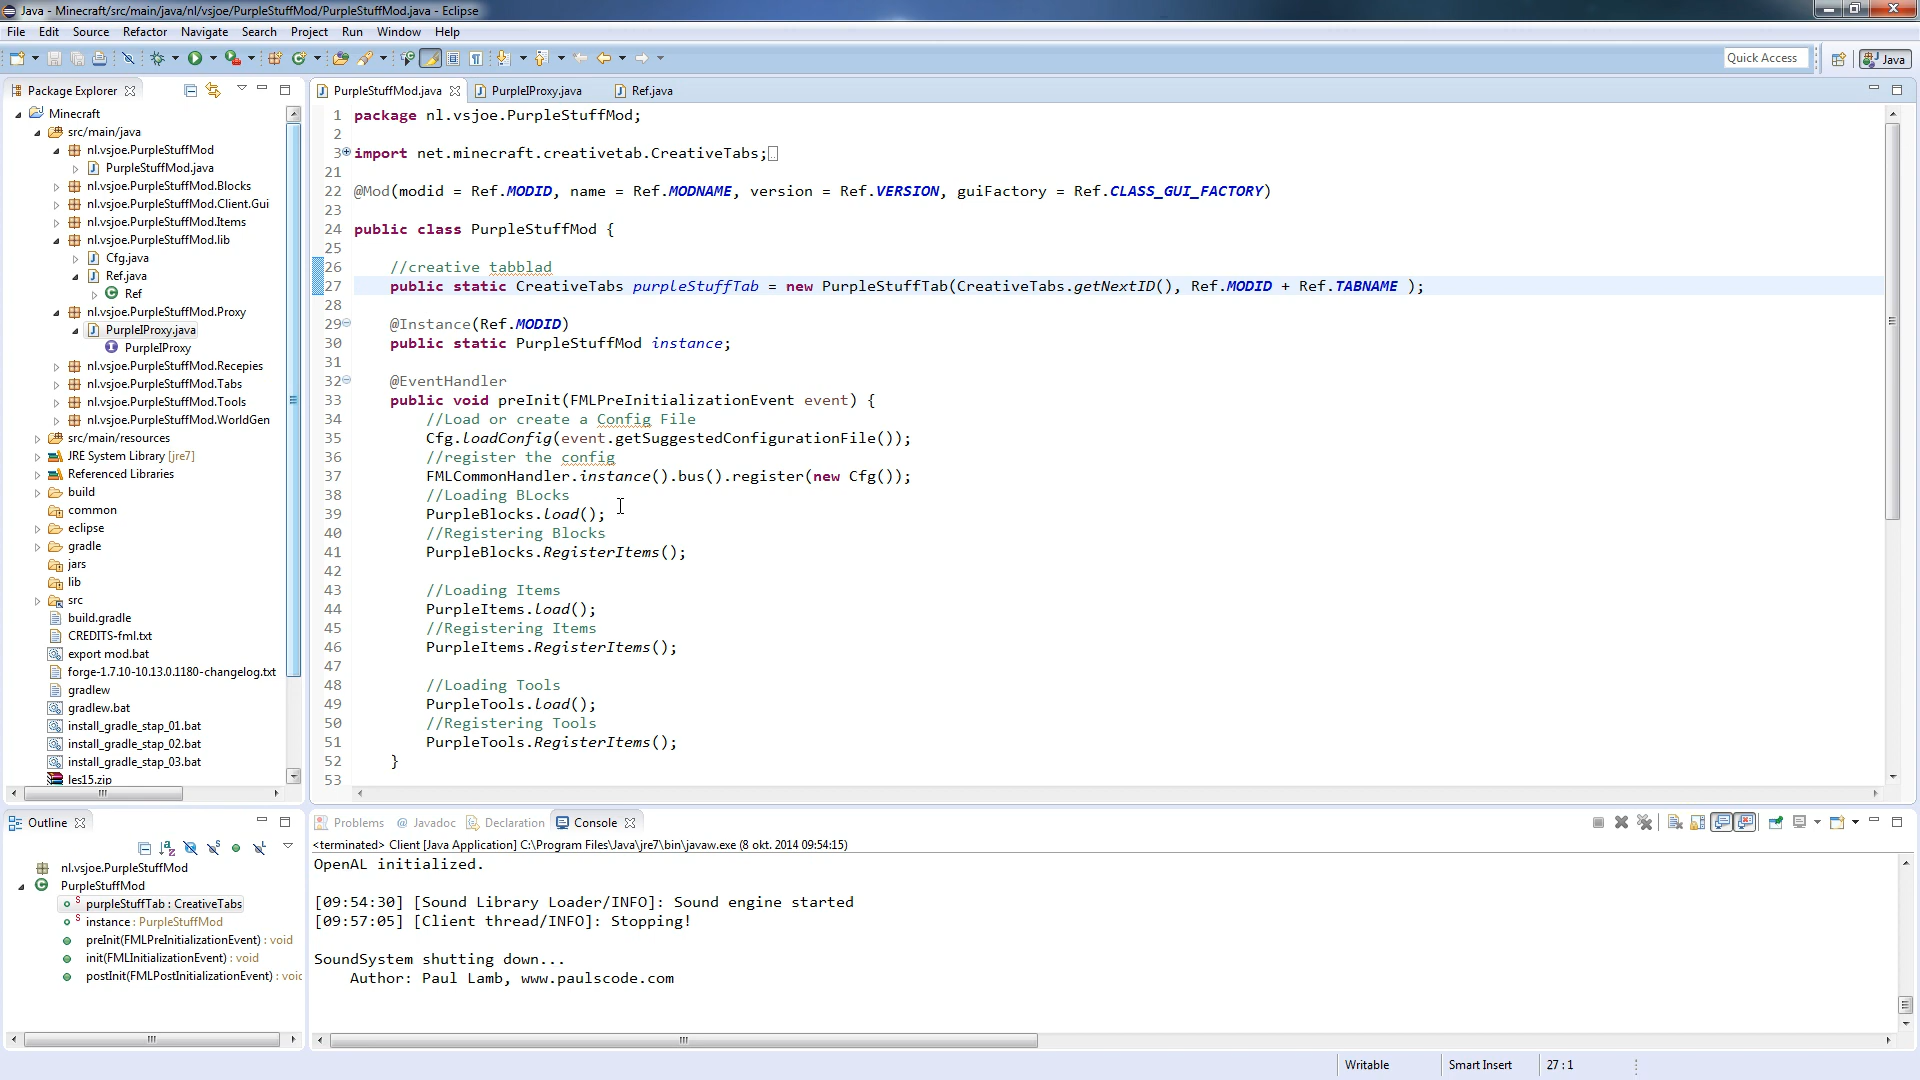 Java - Minecraft/src/main/java/nl/vsjoe/PurpleStuffMod/PurpleStuffMod.java - Eclipse
File Edit Source Refactor Navigate Search Project Run Window Help
Quick Access
Java
Package Explorer
Minecraft
src/main/java
nl.vsjoe.PurpleStuffMod
PurpleStuffMod.java
nl.vsjoe.PurpleStuffMod.Blocks
nl.vsjoe.PurpleStuffMod.Client.Gui
nl.vsjoe.PurpleStuffMod.Items
nl.vsjoe.PurpleStuffMod.lib
Cfg.java
Ref.java
Ref
nl.vsjoe.PurpleStuffMod.Proxy
PurpleIProxy.java
PurpleIProxy
nl.vsjoe.PurpleStuffMod.Recepies
nl.vsjoe.PurpleStuffMod.Tabs
nl.vsjoe.PurpleStuffMod.Tools
nl.vsjoe.PurpleStuffMod.WorldGen
src/main/resources
JRE System Library [jre7]
Referenced Libraries
build
common
eclipse
gradle
jars
lib
src
build.gradle
CREDITS-fml.txt
export mod.bat
forge-1.7.10-10.13.0.1180-changelog.txt
gradlew
gradlew.bat
install_gradle_stap_01.bat
install_gradle_stap_02.bat
install_gradle_stap_03.bat
les15.zip
PurpleStuffMod.java PurpleIProxy.java Ref.java
1 package nl.vsjoe.PurpleStuffMod;
2
3 import net.minecraft.creativetab.CreativeTabs;
21
22 @Mod(modid = Ref.MODID, name = Ref.MODNAME, version = Ref.VERSION, guiFactory = Ref.CLASS_GUI_FACTORY)
23
24 public class PurpleStuffMod {
25
26 //creative tabblad
27 public static CreativeTabs purpleStuffTab = new PurpleStuffTab(CreativeTabs.getNextID(), Ref.MODID + Ref.TABNAME );
28
29 @Instance(Ref.MODID)
30 public static PurpleStuffMod instance;
31
32 @EventHandler
33 public void preInit(FMLPreInitializationEvent event) {
34 //Load or create a Config File
35 Cfg.loadConfig(event.getSuggestedConfigurationFile());
36 //register the config
37 FMLCommonHandler.instance().bus().register(new Cfg());
38 //Loading BLocks
39 PurpleBlocks.load();
40 //Registering Blocks
41 PurpleBlocks.RegisterItems();
42
43 //Loading Items
44 PurpleItems.load();
45 //Registering Items
46 PurpleItems.RegisterItems();
47
48 //Loading Tools
49 PurpleTools.load();
50 //Registering Tools
51 PurpleTools.RegisterItems();
52 }
53
Outline
nl.vsjoe.PurpleStuffMod
PurpleStuffMod
purpleStuffTab : CreativeTabs
instance : PurpleStuffMod
preInit(FMLPreInitializationEvent) : void
init(FMLInitializationEvent) : void
postInit(FMLPostInitializationEvent) : voic
Problems @ Javadoc Declaration Console
<terminated> Client [Java Application] C:\Program Files\Java\jre7\bin\javaw.exe (8 okt. 2014 09:54:15)
OpenAL initialized.
[09:54:30] [Sound Library Loader/INFO]: Sound engine started
[09:57:05] [Client thread/INFO]: Stopping!
SoundSystem shutting down...
Author: Paul Lamb, www.paulscode.com
Writable Smart Insert 27 : 1